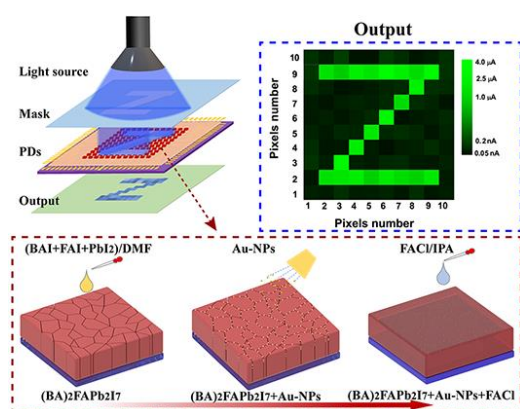 Output
Light source
Mask
PDs
Output
Pixels number
10
9
8
7
6
5
4
3
2
1
1 2 3 4 5 6 7 8 9 10
Pixels number
4.0 μA
2.5 μA
1.0 μA
0.2 nA
0.05 nA
(BAI+FAI+PbI2)/DMF
Au-NPs
FACl/IPA
(BA)2FAPb2I7
(BA)2FAPb2I7+Au-NPs
(BA)2FAPb2I7+Au-NPs+FACl